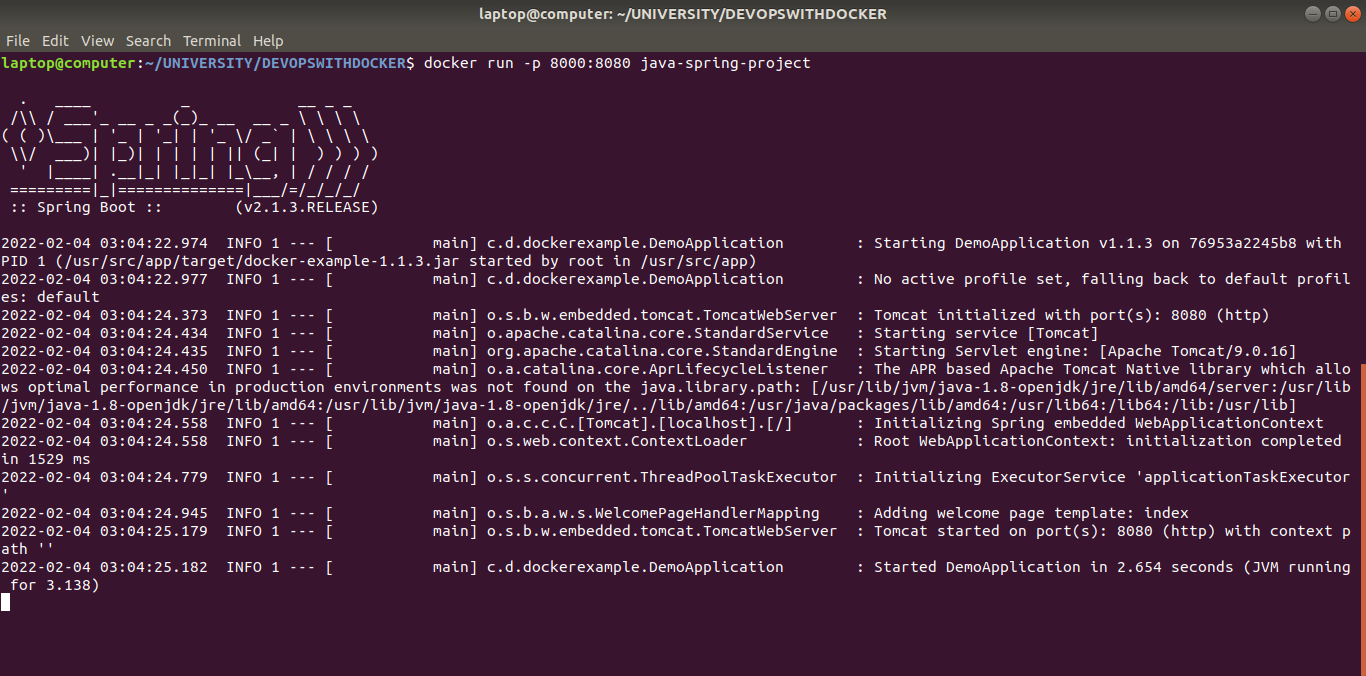 laptop@computer: ~/UNIVERSITY/DEVOPSWITHDOCKER
File Edit View Search Terminal Help
laptop@computer:~/UNIVERSITY/DEVOPSWITHDOCKER$ docker run -p 8000:8080 java-spring-project
  .   ____          _            __ _ _
 /\\ / ___'_ __ _ _(_)_ __  __ _ \ \ \ \
( ( )\___ | '_ | '_| | '_ \/ _` | \ \ \ \
 \\/  ___)| |_)| | | | | || (_| |  ) ) ) )
  '  |____| .__|_| |_|_| |_\__, | / / / /
 =========|_|==============|___/=/_/_/_/
 :: Spring Boot ::        (v2.1.3.RELEASE)
2022-02-04 03:04:22.974  INFO 1 --- [           main] c.d.dockerexample.DemoApplication        : Starting DemoApplication v1.1.3 on 76953a2245b8 with
PID 1 (/usr/src/app/target/docker-example-1.1.3.jar started by root in /usr/src/app)
2022-02-04 03:04:22.977  INFO 1 --- [           main] c.d.dockerexample.DemoApplication        : No active profile set, falling back to default profil
es: default
2022-02-04 03:04:24.373  INFO 1 --- [           main] o.s.b.w.embedded.tomcat.TomcatWebServer  : Tomcat initialized with port(s): 8080 (http)
2022-02-04 03:04:24.434  INFO 1 --- [           main] o.apache.catalina.core.StandardService   : Starting service [Tomcat]
2022-02-04 03:04:24.435  INFO 1 --- [           main] org.apache.catalina.core.StandardEngine  : Starting Servlet engine: [Apache Tomcat/9.0.16]
2022-02-04 03:04:24.450  INFO 1 --- [           main] o.a.catalina.core.AprLifecycleListener   : The APR based Apache Tomcat Native library which allo
ws optimal performance in production environments was not found on the java.library.path: [/usr/lib/jvm/java-1.8-openjdk/jre/lib/amd64/server:/usr/lib
/jvm/java-1.8-openjdk/jre/lib/amd64:/usr/lib/jvm/java-1.8-openjdk/jre/../lib/amd64:/usr/java/packages/lib/amd64:/usr/lib64:/lib64:/lib:/usr/lib]
2022-02-04 03:04:24.558  INFO 1 --- [           main] o.a.c.c.C.[Tomcat].[localhost].[/]       : Initializing Spring embedded WebApplicationContext
2022-02-04 03:04:24.558  INFO 1 --- [           main] o.s.web.context.ContextLoader            : Root WebApplicationContext: initialization completed
in 1529 ms
2022-02-04 03:04:24.779  INFO 1 --- [           main] o.s.s.concurrent.ThreadPoolTaskExecutor  : Initializing ExecutorService 'applicationTaskExecutor
'
2022-02-04 03:04:24.945  INFO 1 --- [           main] o.s.b.a.w.s.WelcomePageHandlerMapping    : Adding welcome page template: index
2022-02-04 03:04:25.179  INFO 1 --- [           main] o.s.b.w.embedded.tomcat.TomcatWebServer  : Tomcat started on port(s): 8080 (http) with context p
ath ''
2022-02-04 03:04:25.182  INFO 1 --- [           main] c.d.dockerexample.DemoApplication        : Started DemoApplication in 2.654 seconds (JVM running
 for 3.138)